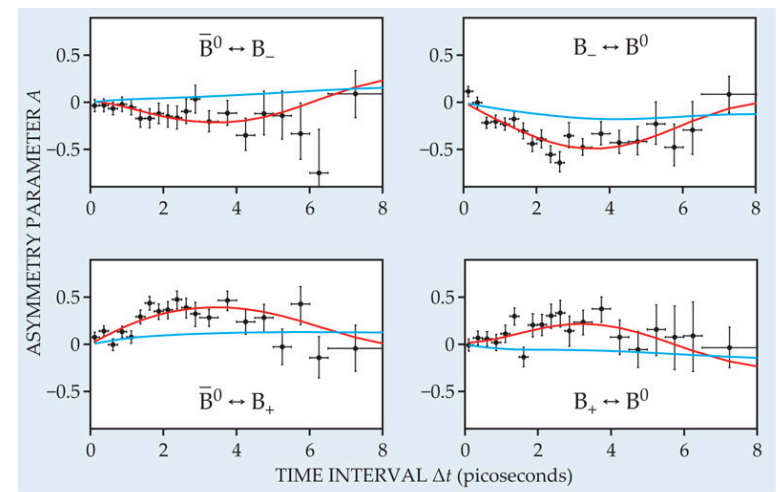 B̅⁰ ↔ B₋
B₋ ↔ B⁰
0.5
0
−0.5
0 2 4 6 8
0.5
0
−0.5
0 2 4 6 8
ASYMMETRY PARAMETER A
0.5
0
−0.5
B̅⁰ ↔ B₊
0 2 4 6 8
0.5
0
−0.5
B₊ ↔ B⁰
0 2 4 6 8
TIME INTERVAL Δt (picoseconds)